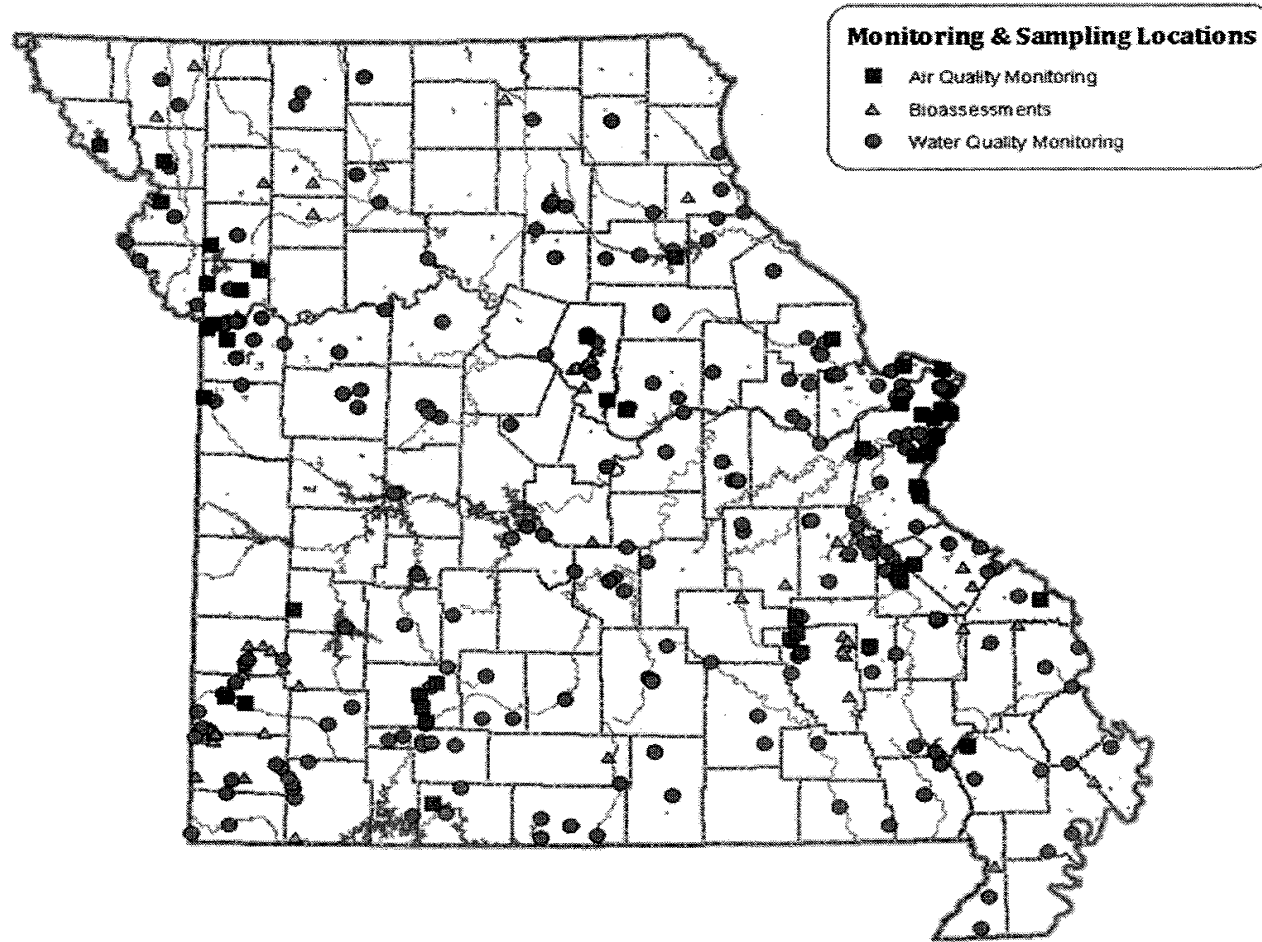 Monitoring & Sampling Locations
Air Quality Monitoring
Bioassessments
Water Quality Monitoring